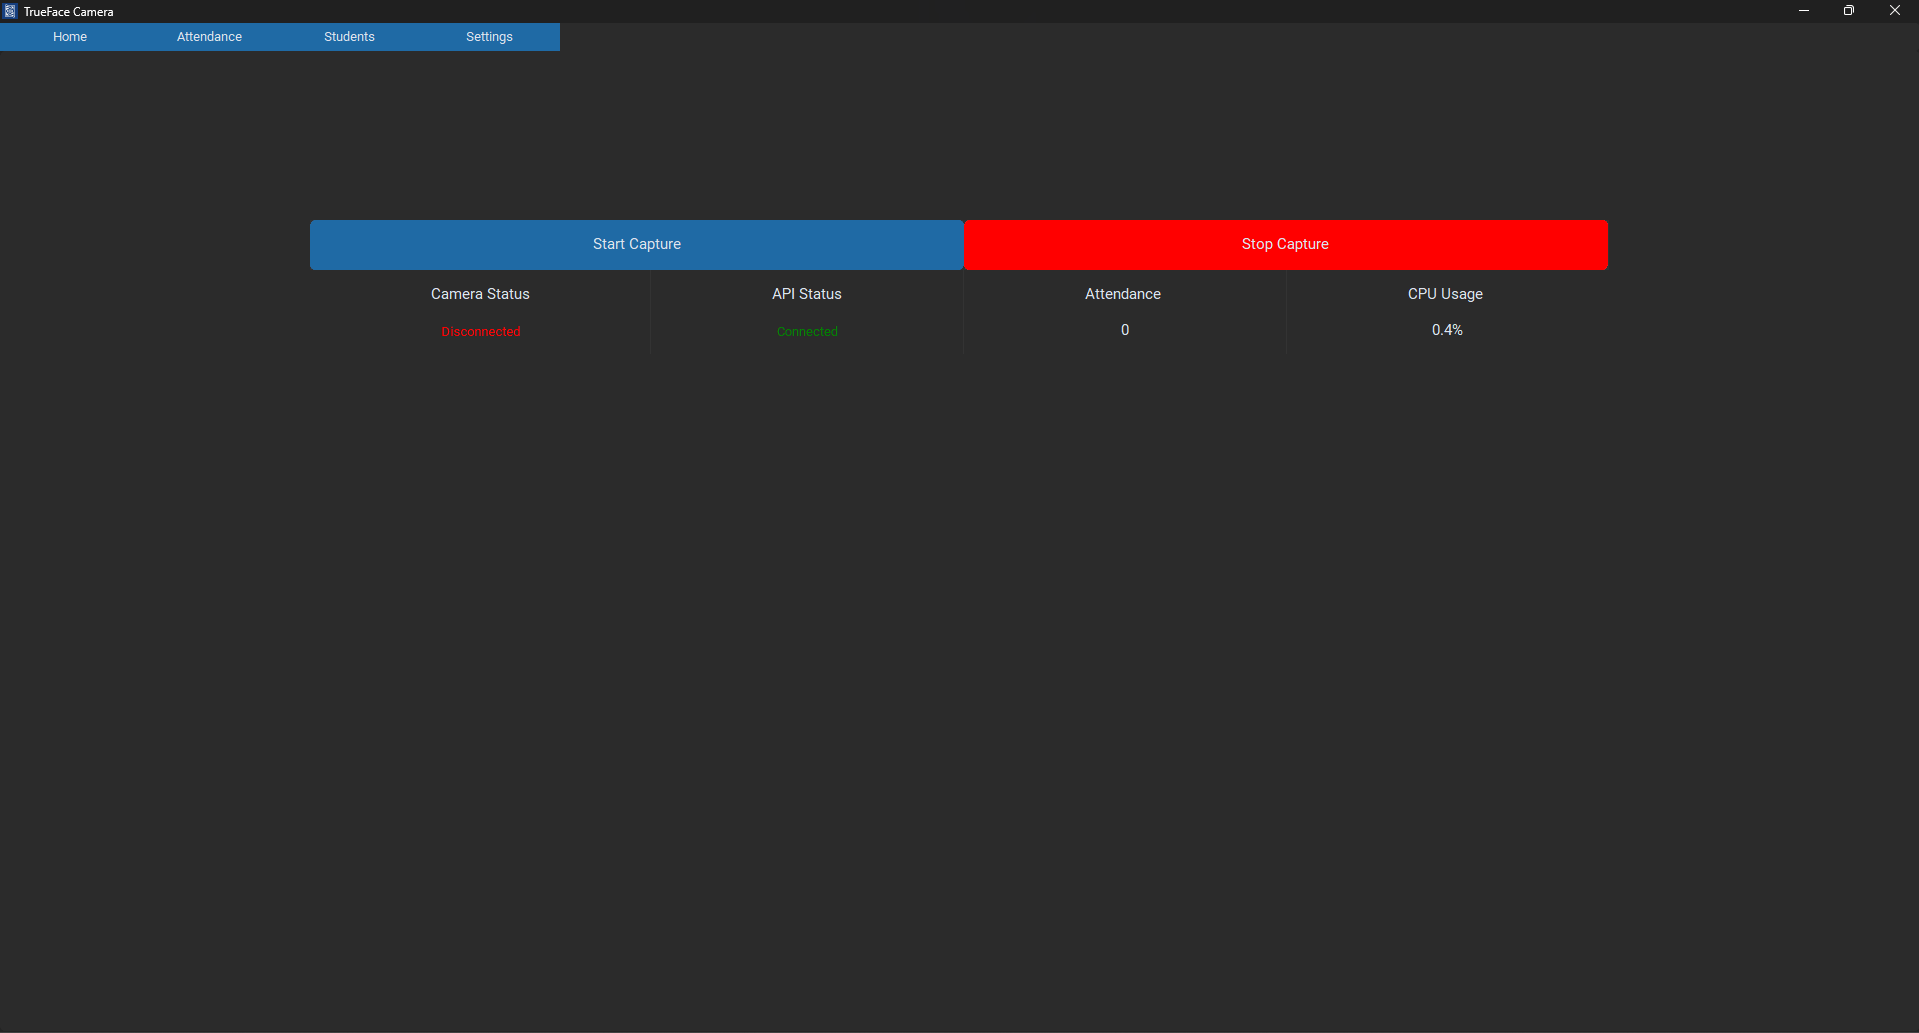 TrueFace Camera
Home Attendance Students Settings
Start Capture Stop Capture
Camera Status API Status Attendance CPU Usage
Disconnected Connected 0 0.4%